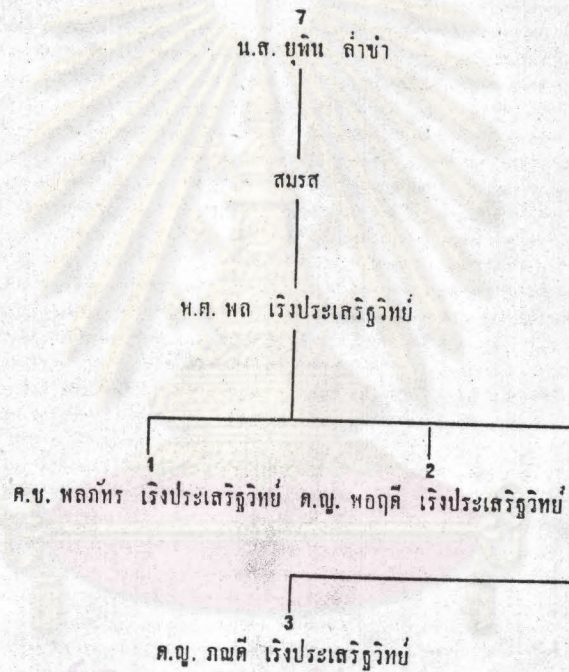 7
น.ส. ยุพิน ล่ำซำ
สมรส
พ.ต. พล เริงประเสริฐวิทย์
1 2
ด.ช. พลภัทร เริงประเสริฐวิทย์ ด.ญ. พอฤดี เริงประเสริฐวิทย์
3
ด.ญ. ภณดี เริงประเสริฐวิทย์